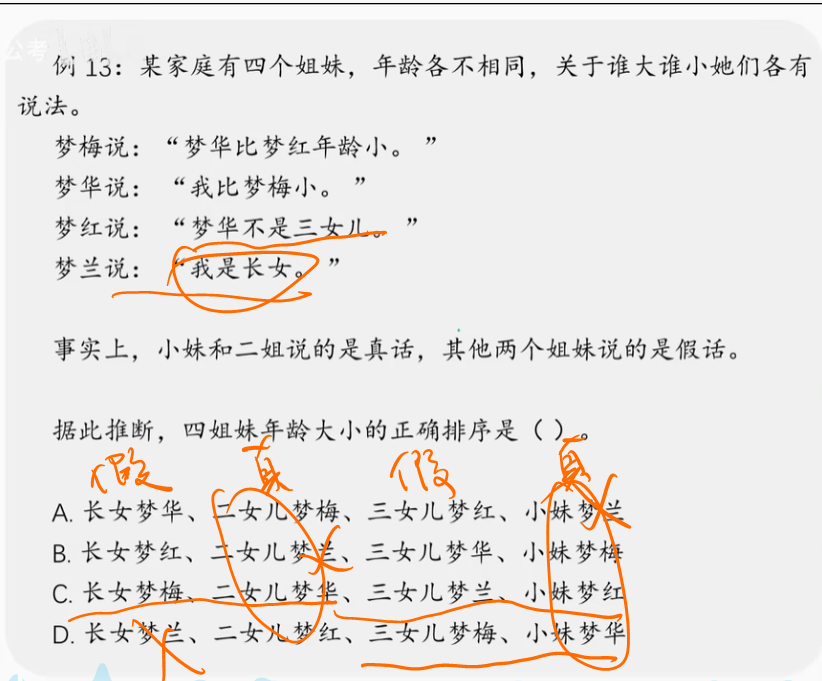 公考
例 13：某家庭有四个姐妹，年龄各不相同，关于谁大谁小她们各有
说法。
梦梅说：“梦华比梦红年龄小。”
梦华说：“我比梦梅小。”
梦红说：“梦华不是三女儿。”
梦兰说：“我是长女。”
事实上，小妹和二姐说的是真话，其他两个姐妹说的是假话。
据此推断，四姐妹年龄大小的正确排序是（ ）。
假 真 假 真
A. 长女梦华、二女儿梦梅、三女儿梦红、小妹梦兰
B. 长女梦红、二女儿梦兰、三女儿梦华、小妹梦梅
C. 长女梦梅、二女儿梦华、三女儿梦兰、小妹梦红
D. 长女梦兰、二女儿梦红、三女儿梦梅、小妹梦华